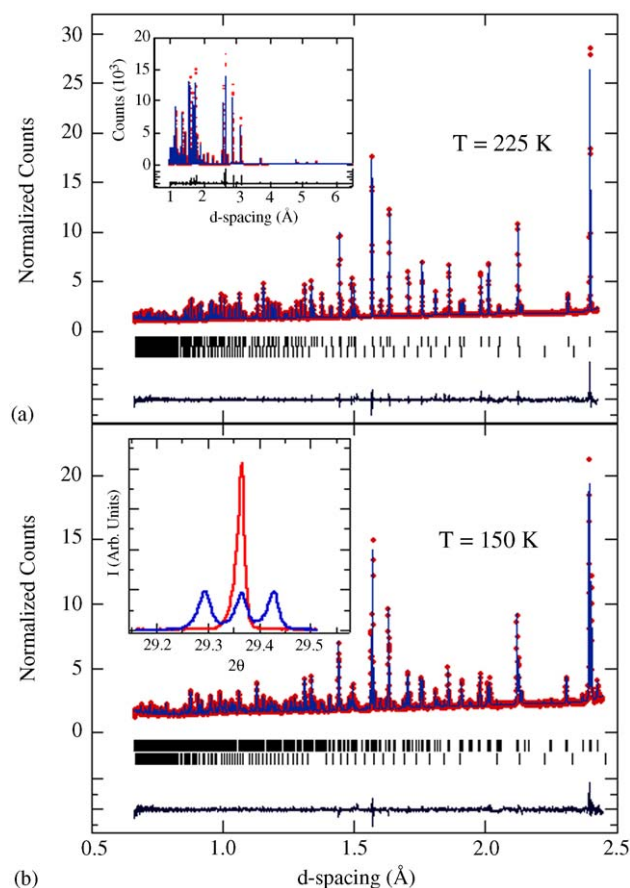 (a)
Normalized Counts
30
25
20
15
10
5
0
Counts (10³)
20
15
10
5
0
1 2 3 4 5 6
d-spacing (Å)
T = 225 K
(b)
Normalized Counts
20
15
10
5
0
I (Arb. Units)
29.2 29.3 29.4 29.5
2θ
T = 150 K
0.5 1.0 1.5 2.0 2.5
d-spacing (Å)